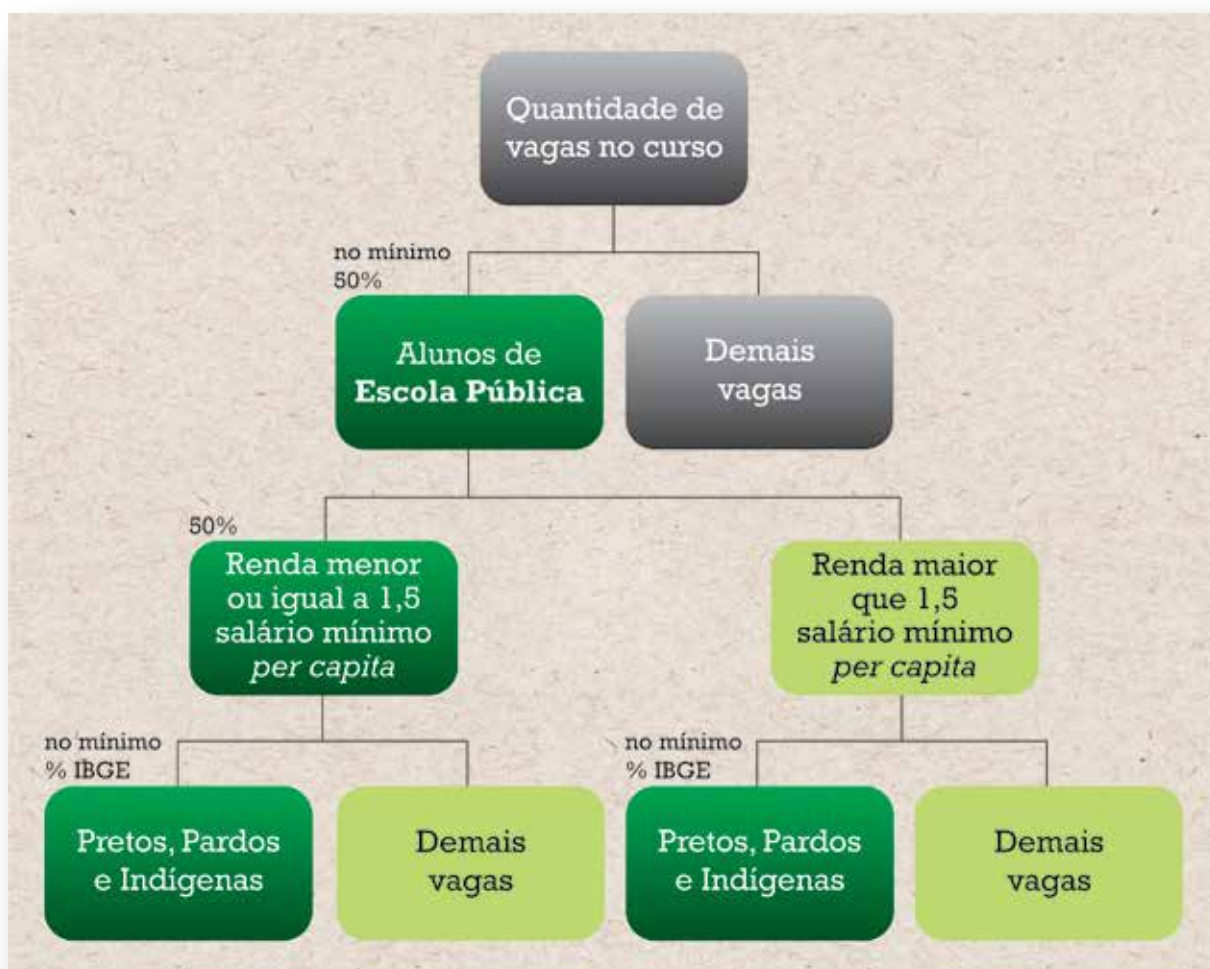 Quantidade de
vagas no curso
no mínimo
50%
Alunos de
Escola Pública
Demais
vagas
50%
Renda menor
ou igual a 1,5
salário mínimo
per capita
Renda maior
que 1,5
salário mínimo
per capita
no mínimo
% IBGE
Pretos, Pardos
e Indígenas
Demais
vagas
no mínimo
% IBGE
Pretos, Pardos
e Indígenas
Demais
vagas